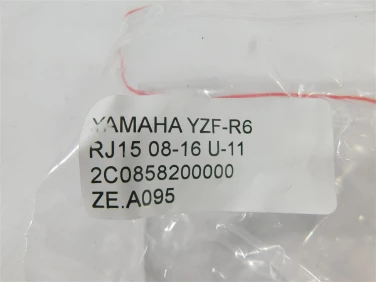 YAMAHA YZF-R6
RJ15 08-16 U-11
2C0858200000
ZE.A095